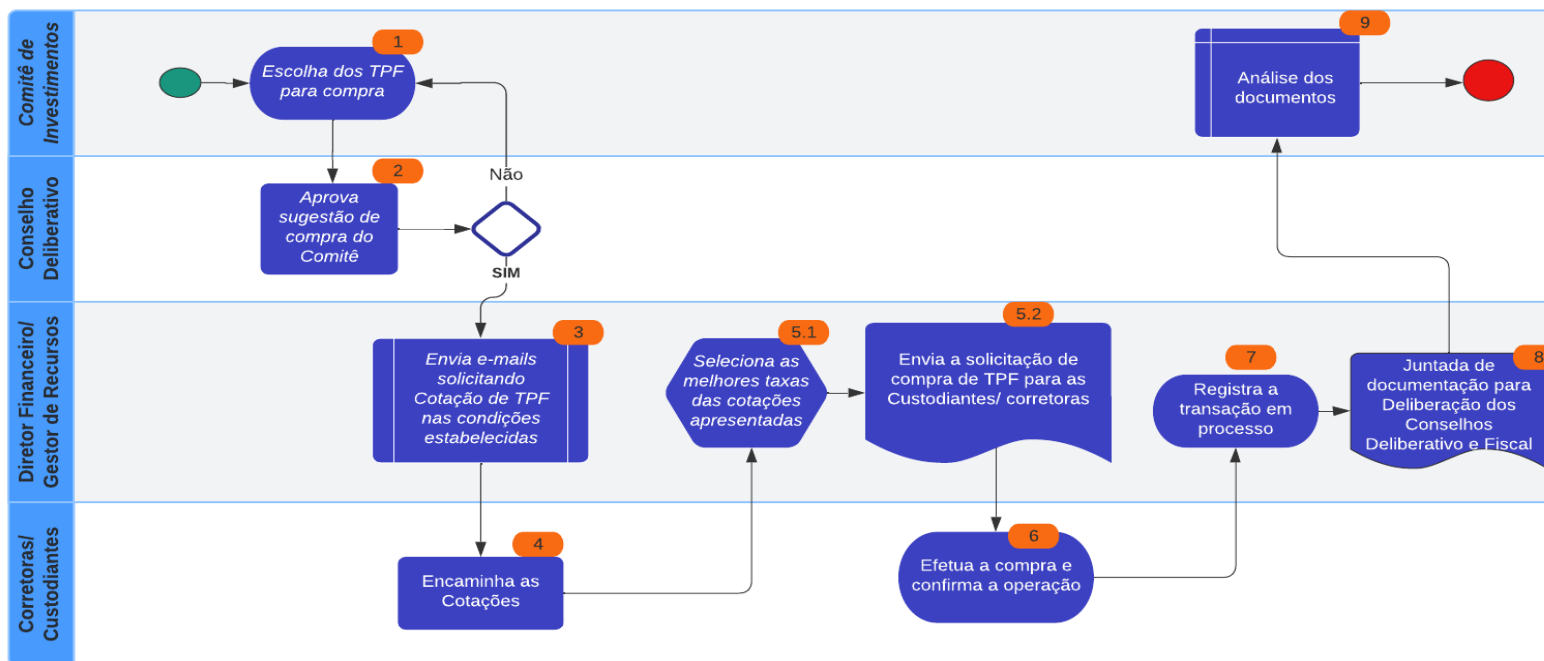 Comitê de
Investimentos
1
Escolha dos TPF
para compra
9
Análise dos
documentos
Conselho
Deliberativo
2
Aprova
sugestão de
compra do
Comitê
Não
SIM
Diretor Financeiro/
Gestor de Recursos
3
Envia e-mails
solicitando
Cotação de TPF
nas condições
estabelecidas
5.1
Seleciona as
melhores taxas
das cotações
apresentadas
5.2
Envia a solicitação de
compra de TPF para as
Custodiantes/ corretoras
7
Registra a
transação em
processo
8
Juntada de
documentação para
Deliberação dos
Conselhos
Deliberativo e Fiscal
Corretoras/
Custodiantes
4
Encaminha as
Cotações
6
Efetua a compra e
confirma a operação